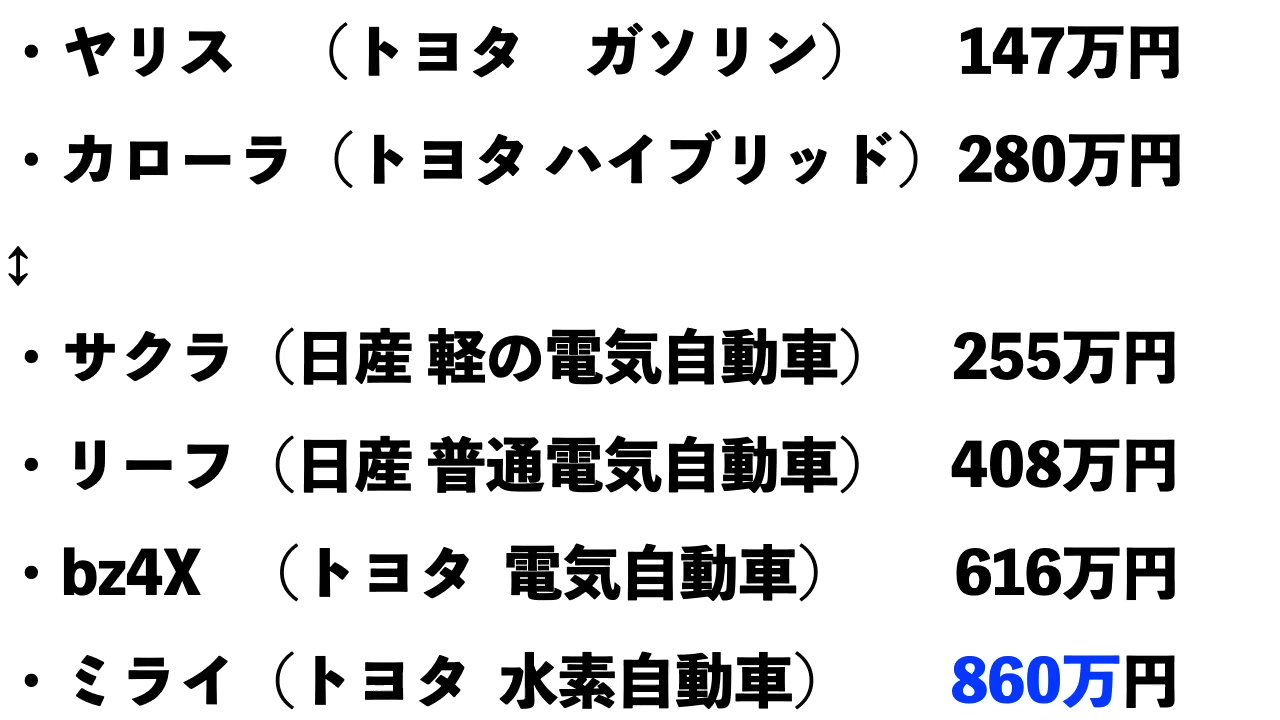 ・ヤリス　（トヨタ　ガソリン）　147万円
・カローラ（トヨタ ハイブリッド）280万円
↕
・サクラ（日産 軽の電気自動車）　255万円
・リーフ（日産 普通電気自動車）　408万円
・bz4X　（トヨタ 電気自動車）　616万円
・ミライ（トヨタ 水素自動車）　860万円